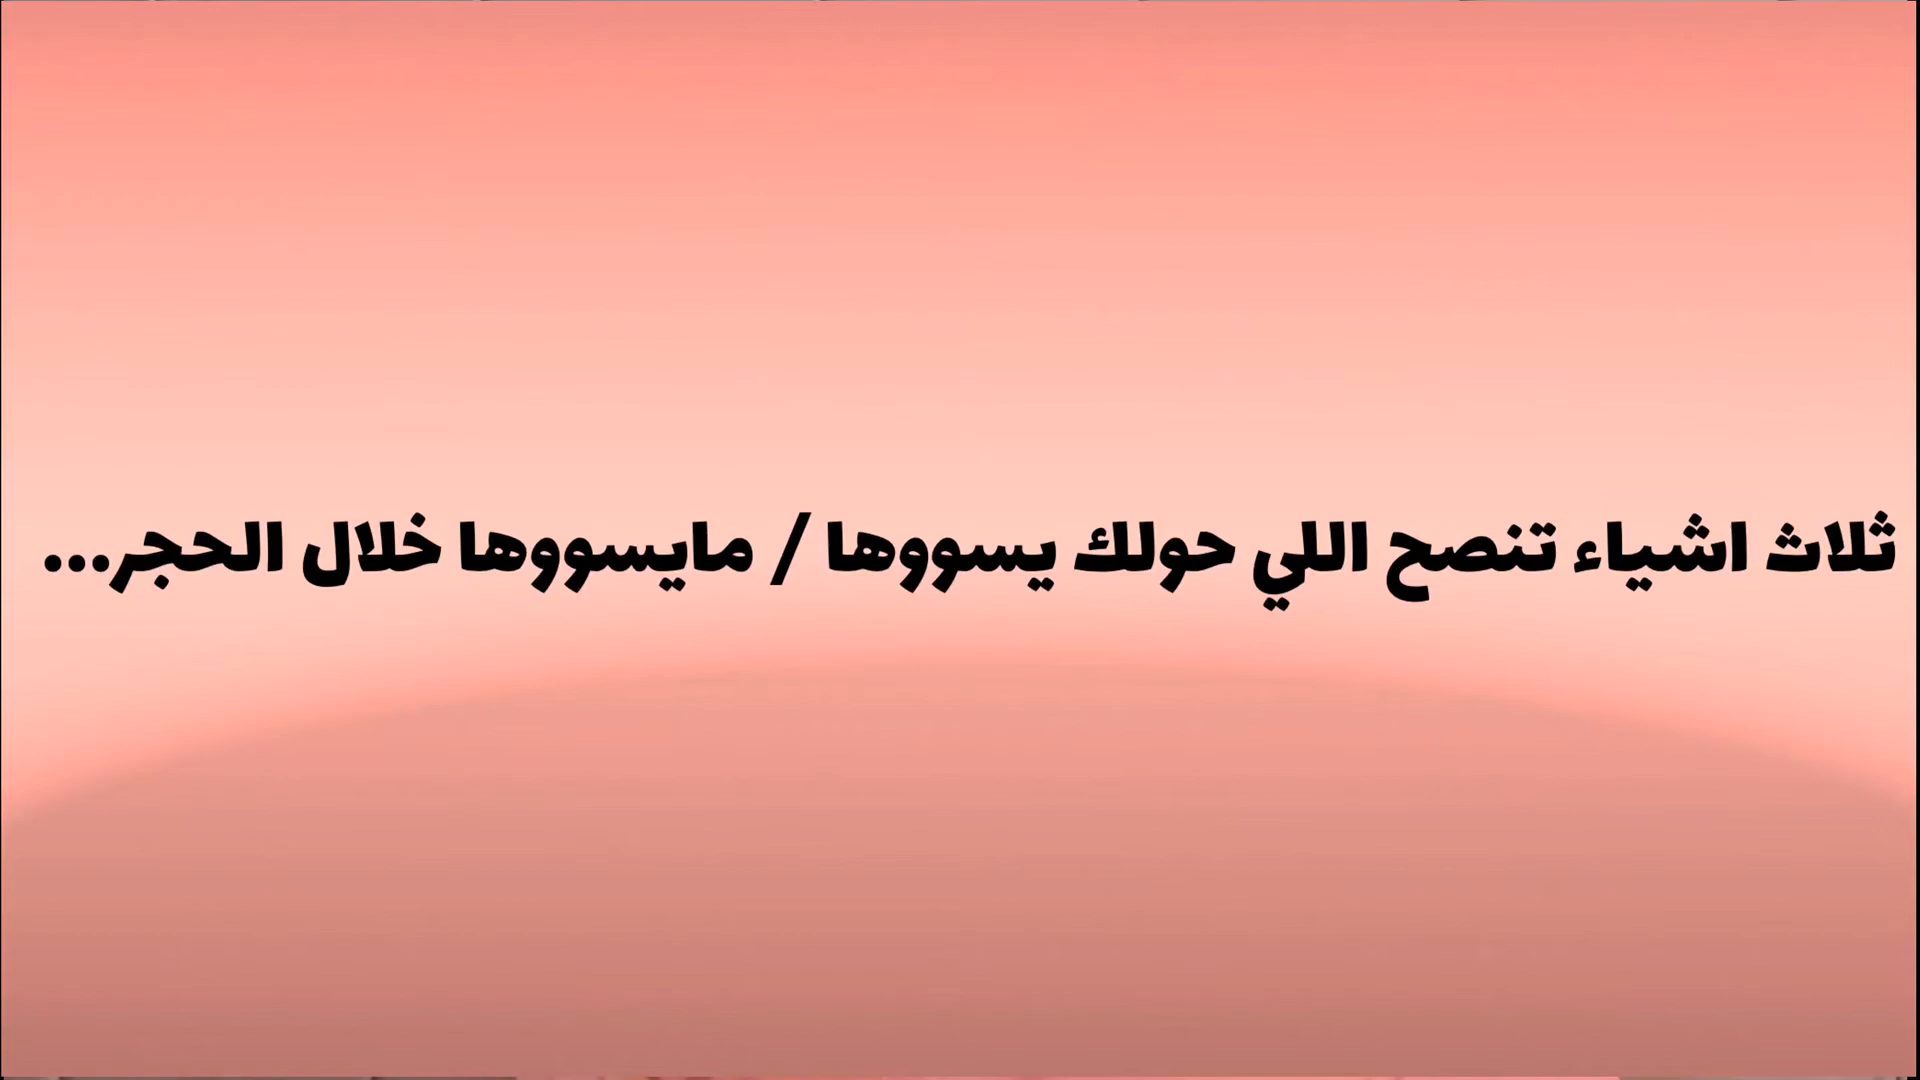 ثلاث اشياء تنصح اللي حولك يسووها / مايسووها خلال الحجر...